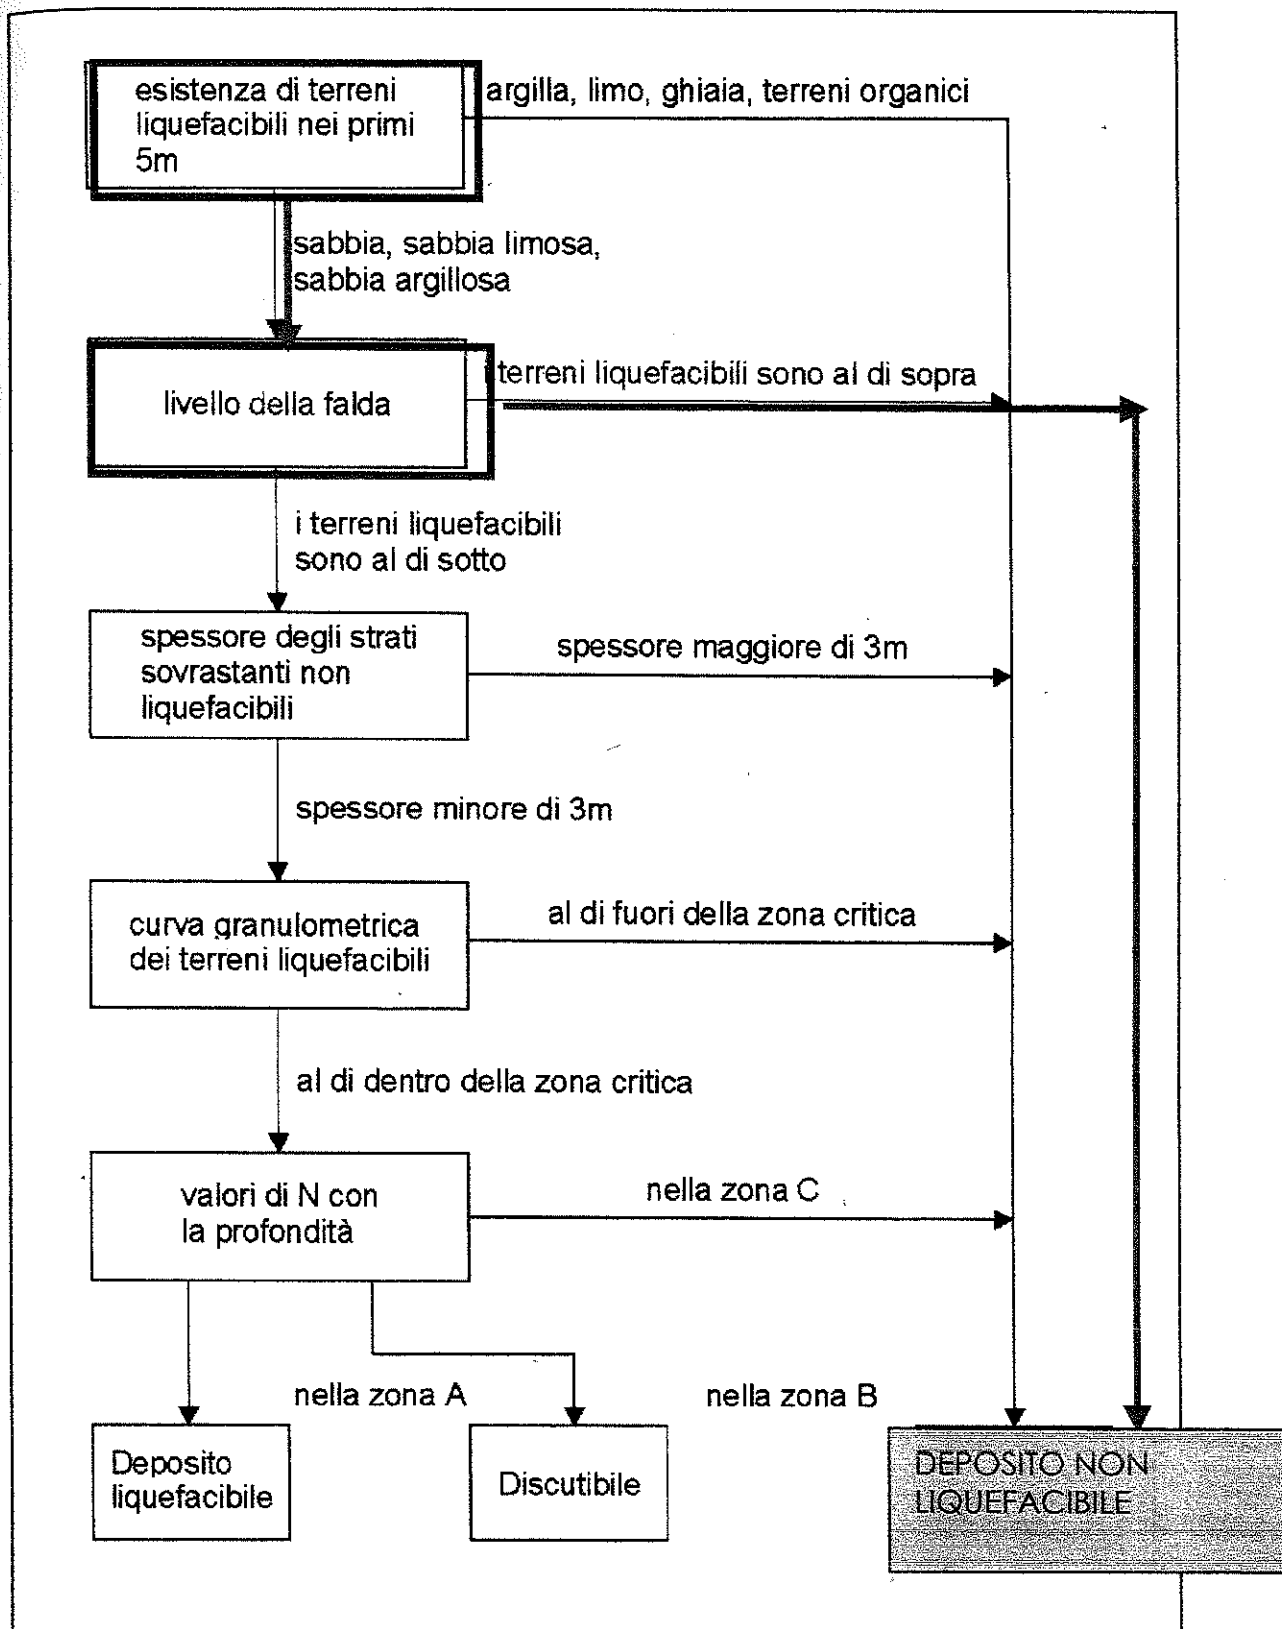 esistenza di terreni
liquefacibili nei primi
5m
argilla, limo, ghiaia, terreni organici
sabbia, sabbia limosa,
sabbia argillosa
livello della falda
i terreni liquefacibili sono al di sopra
i terreni liquefacibili
sono al di sotto
spessore degli strati
sovrastanti non
liquefacibili
spessore maggiore di 3m
spessore minore di 3m
curva granulometrica
dei terreni liquefacibili
al di fuori della zona critica
al di dentro della zona critica
valori di N con
la profondità
nella zona C
nella zona A
nella zona B
Deposito
liquefacibile
Discutibile
DEPOSITO NON
LIQUEFACIBILE